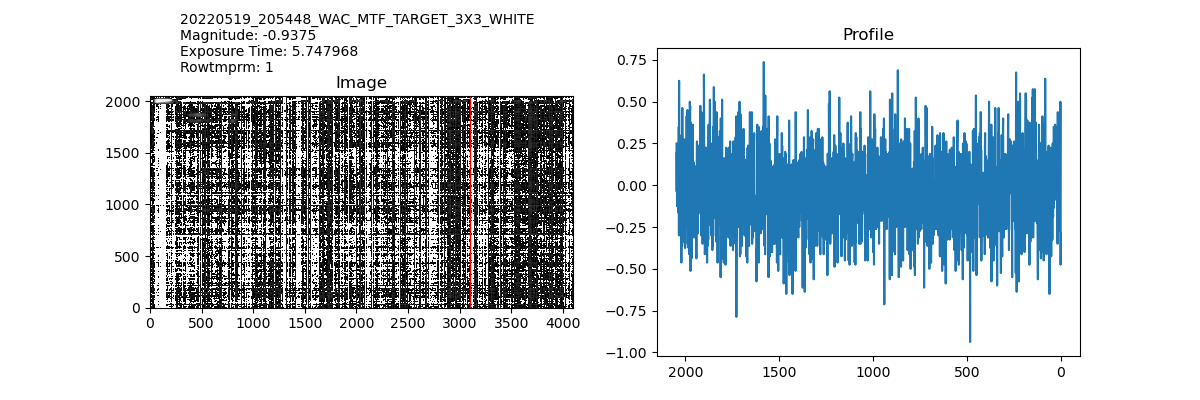 20220519_205448_WAC_MTF_TARGET_3X3_WHITE
Magnitude: -0.9375
Exposure Time: 5.747968
Rowtmprm: 1
Image
2000
1500
1000
500
0
0 500 1000 1500 2000 2500 3000 3500 4000
Profile
0.75
0.50
0.25
0.00
−0.25
−0.50
−0.75
−1.00
2000 1500 1000 500 0